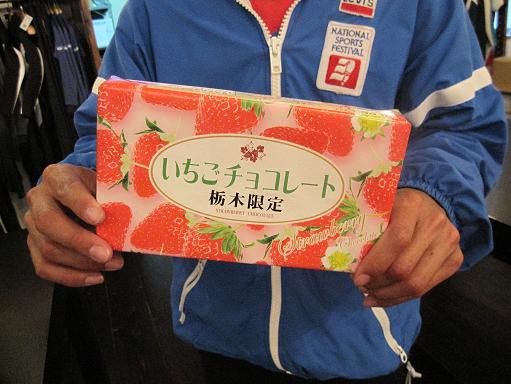 LEVI'S
NATIONAL
SPORTS
FESTIVAL
いちごチョコレート
栃木限定
STRAWBERRY CHOCOLATE
Strawberry
Chocolate